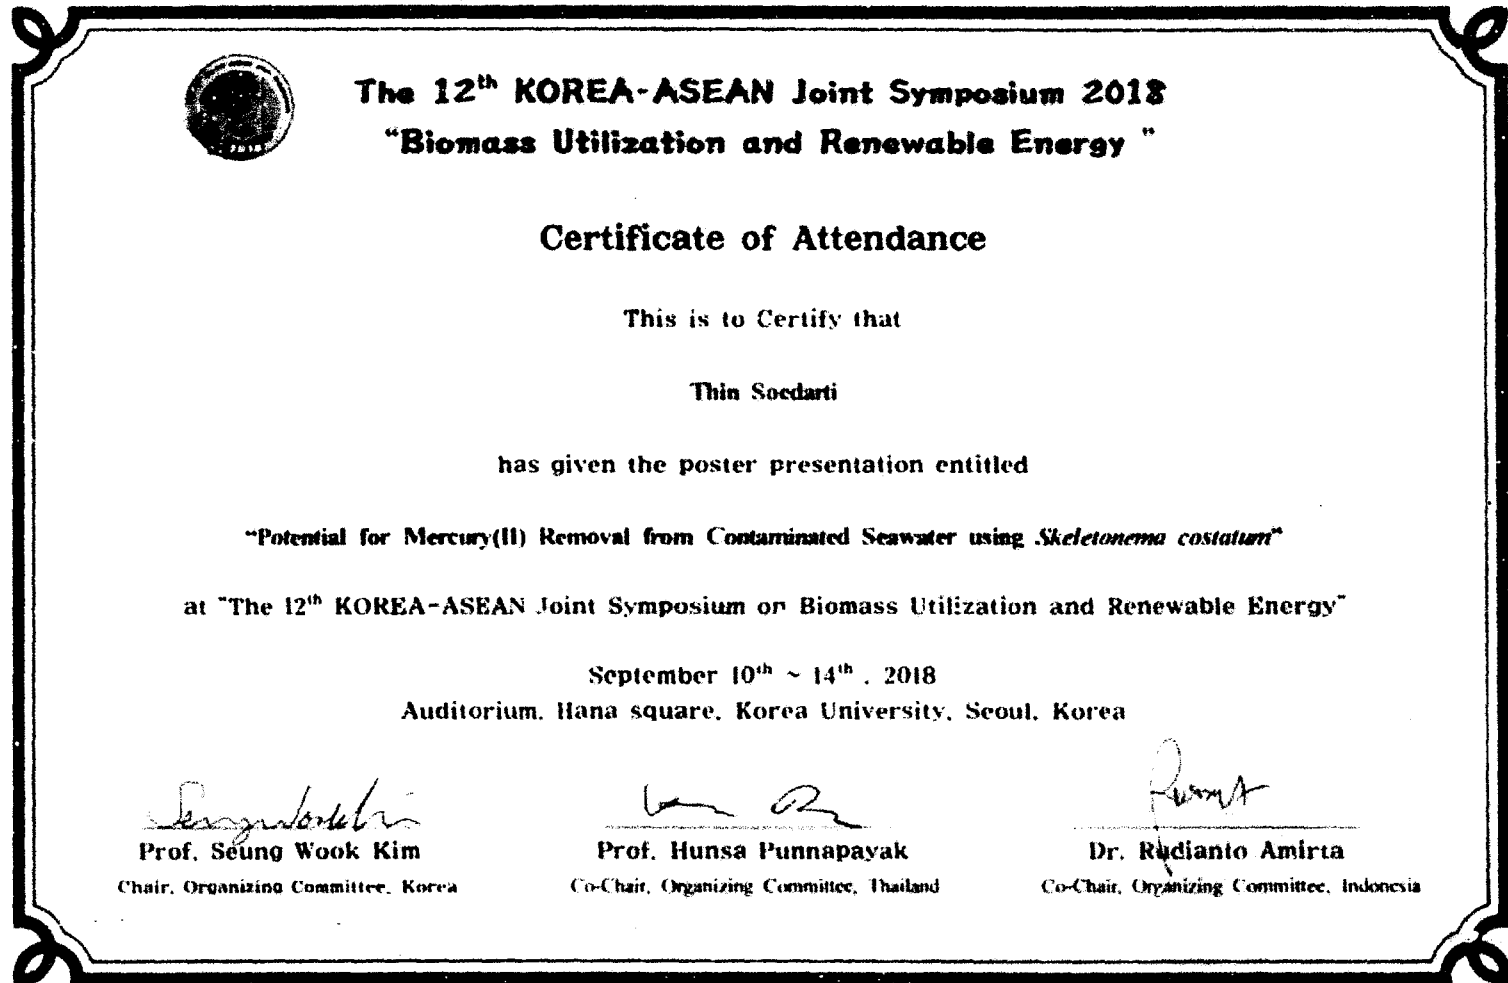 The 12th KOREA-ASEAN Joint Symposium 2018
“Biomass Utilization and Renewable Energy ”
Certificate of Attendance
This is to Certify that
Thin Soedarti
has given the poster presentation entitled
“Potential for Mercury(II) Removal from Contaminated Seawater using Skeletonema costatum”
at "The 12th KOREA-ASEAN Joint Symposium on Biomass Utilization and Renewable Energy"
September 10th ~ 14th , 2018
Auditorium, Hana square, Korea University, Seoul, Korea
Prof. Seung Wook Kim
Chair, Organizing Committee, Korea
Prof. Hunsa Punnapayak
Co-Chair, Organizing Committee, Thailand
Dr. Rudianto Amirta
Co-Chair, Organizing Committee, Indonesia